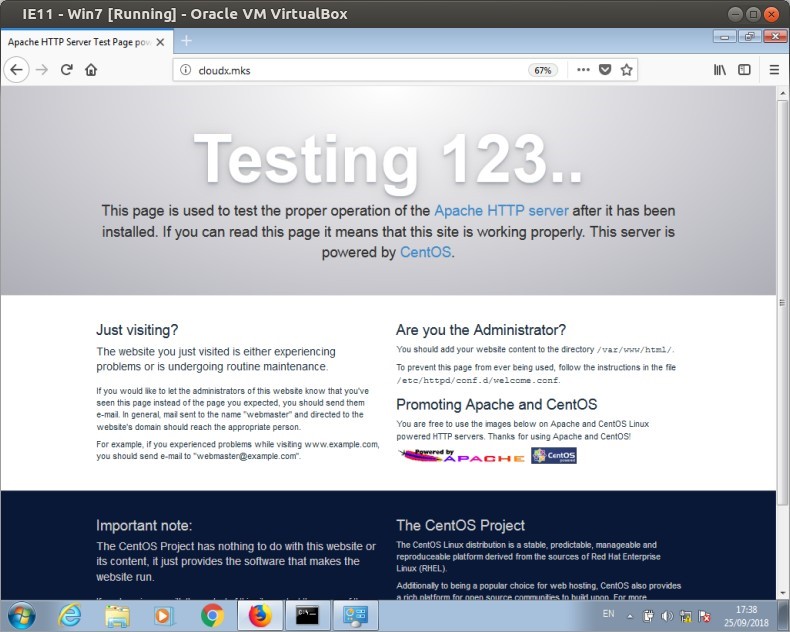 IE11 - Win7 [Running] - Oracle VM VirtualBox
Apache HTTP Server Test Page pow
cloudx.mks
67%
Testing 123..
This page is used to test the proper operation of the Apache HTTP server after it has been
installed. If you can read this page it means that this site is working properly. This server is
powered by CentOS.
Just visiting?
The website you just visited is either experiencing
problems or is undergoing routine maintenance.
If you would like to let the administrators of this website know that you've
seen this page instead of the page you expected, you should send them
e-mail. In general, mail sent to the name "webmaster" and directed to the
website's domain should reach the appropriate person.
For example, if you experienced problems while visiting www.example.com,
you should send e-mail to "webmaster@example.com".
Are you the Administrator?
You should add your website content to the directory /var/www/html/.
To prevent this page from ever being used, follow the instructions in the file
/etc/httpd/conf.d/welcome.conf.
Promoting Apache and CentOS
You are free to use the images below on Apache and CentOS Linux
powered HTTP servers. Thanks for using Apache and CentOS!
Powered by
APACHE
CentOS
Important note:
The CentOS Project has nothing to do with this website or
its content, it just provides the software that makes the
website run.
The CentOS Project
The CentOS Linux distribution is a stable, predictable, manageable and
reproduceable platform derived from the sources of Red Hat Enterprise
Linux (RHEL).
Additionally to being a popular choice for web hosting, CentOS also provides
a rich platform for open source communities to build upon. For more
EN
17:38
25/09/2018